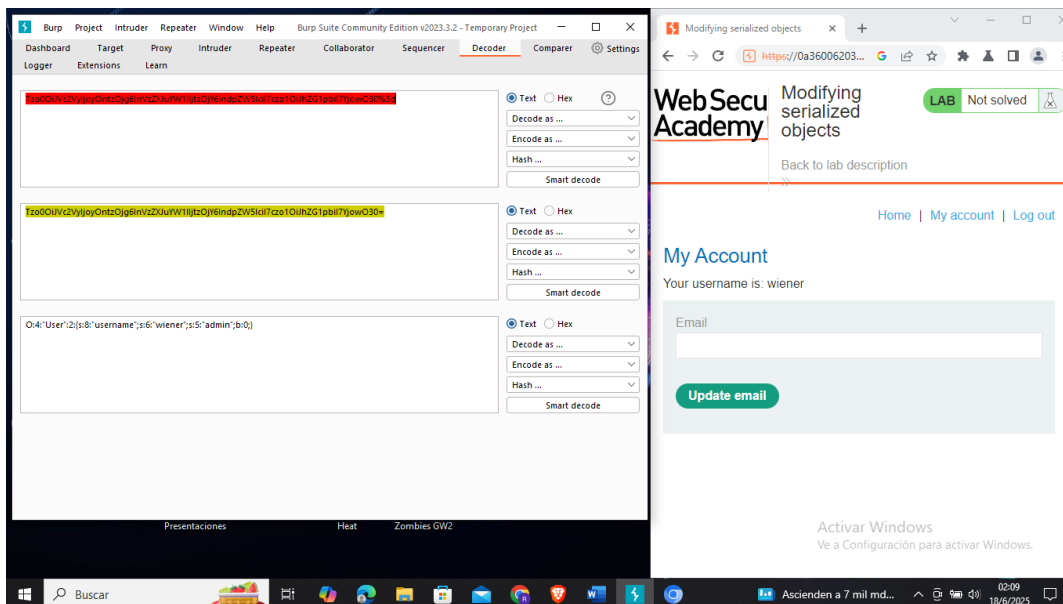 Burp Project Intruder Repeater Window Help Burp Suite Community Edition v2023.3.2 - Temporary Project
Dashboard Target Proxy Intruder Repeater Collaborator Sequencer Decoder Comparer Settings
Logger Extensions Learn
Text Hex
Decode as ...
Encode as ...
Hash ...
Smart decode
Text Hex
Decode as ...
Encode as ...
Hash ...
Smart decode
O:4:"User":2:{s:8:"username";s:6:"wiener";s:5:"admin";b:0;}
Text Hex
Decode as ...
Encode as ...
Hash ...
Smart decode
Presentaciones Heat Zombies GW2
Modifying serialized objects
https://0a36006203...
Web Secu
Academy
Modifying
serialized
objects
LAB Not solved
Back to lab description
Home | My account | Log out
My Account
Your username is: wiener
Email
Update email
Activar Windows
Ve a Configuración para activar Windows.
Buscar
Ascienden a 7 mil md...
02:09
18/6/2025